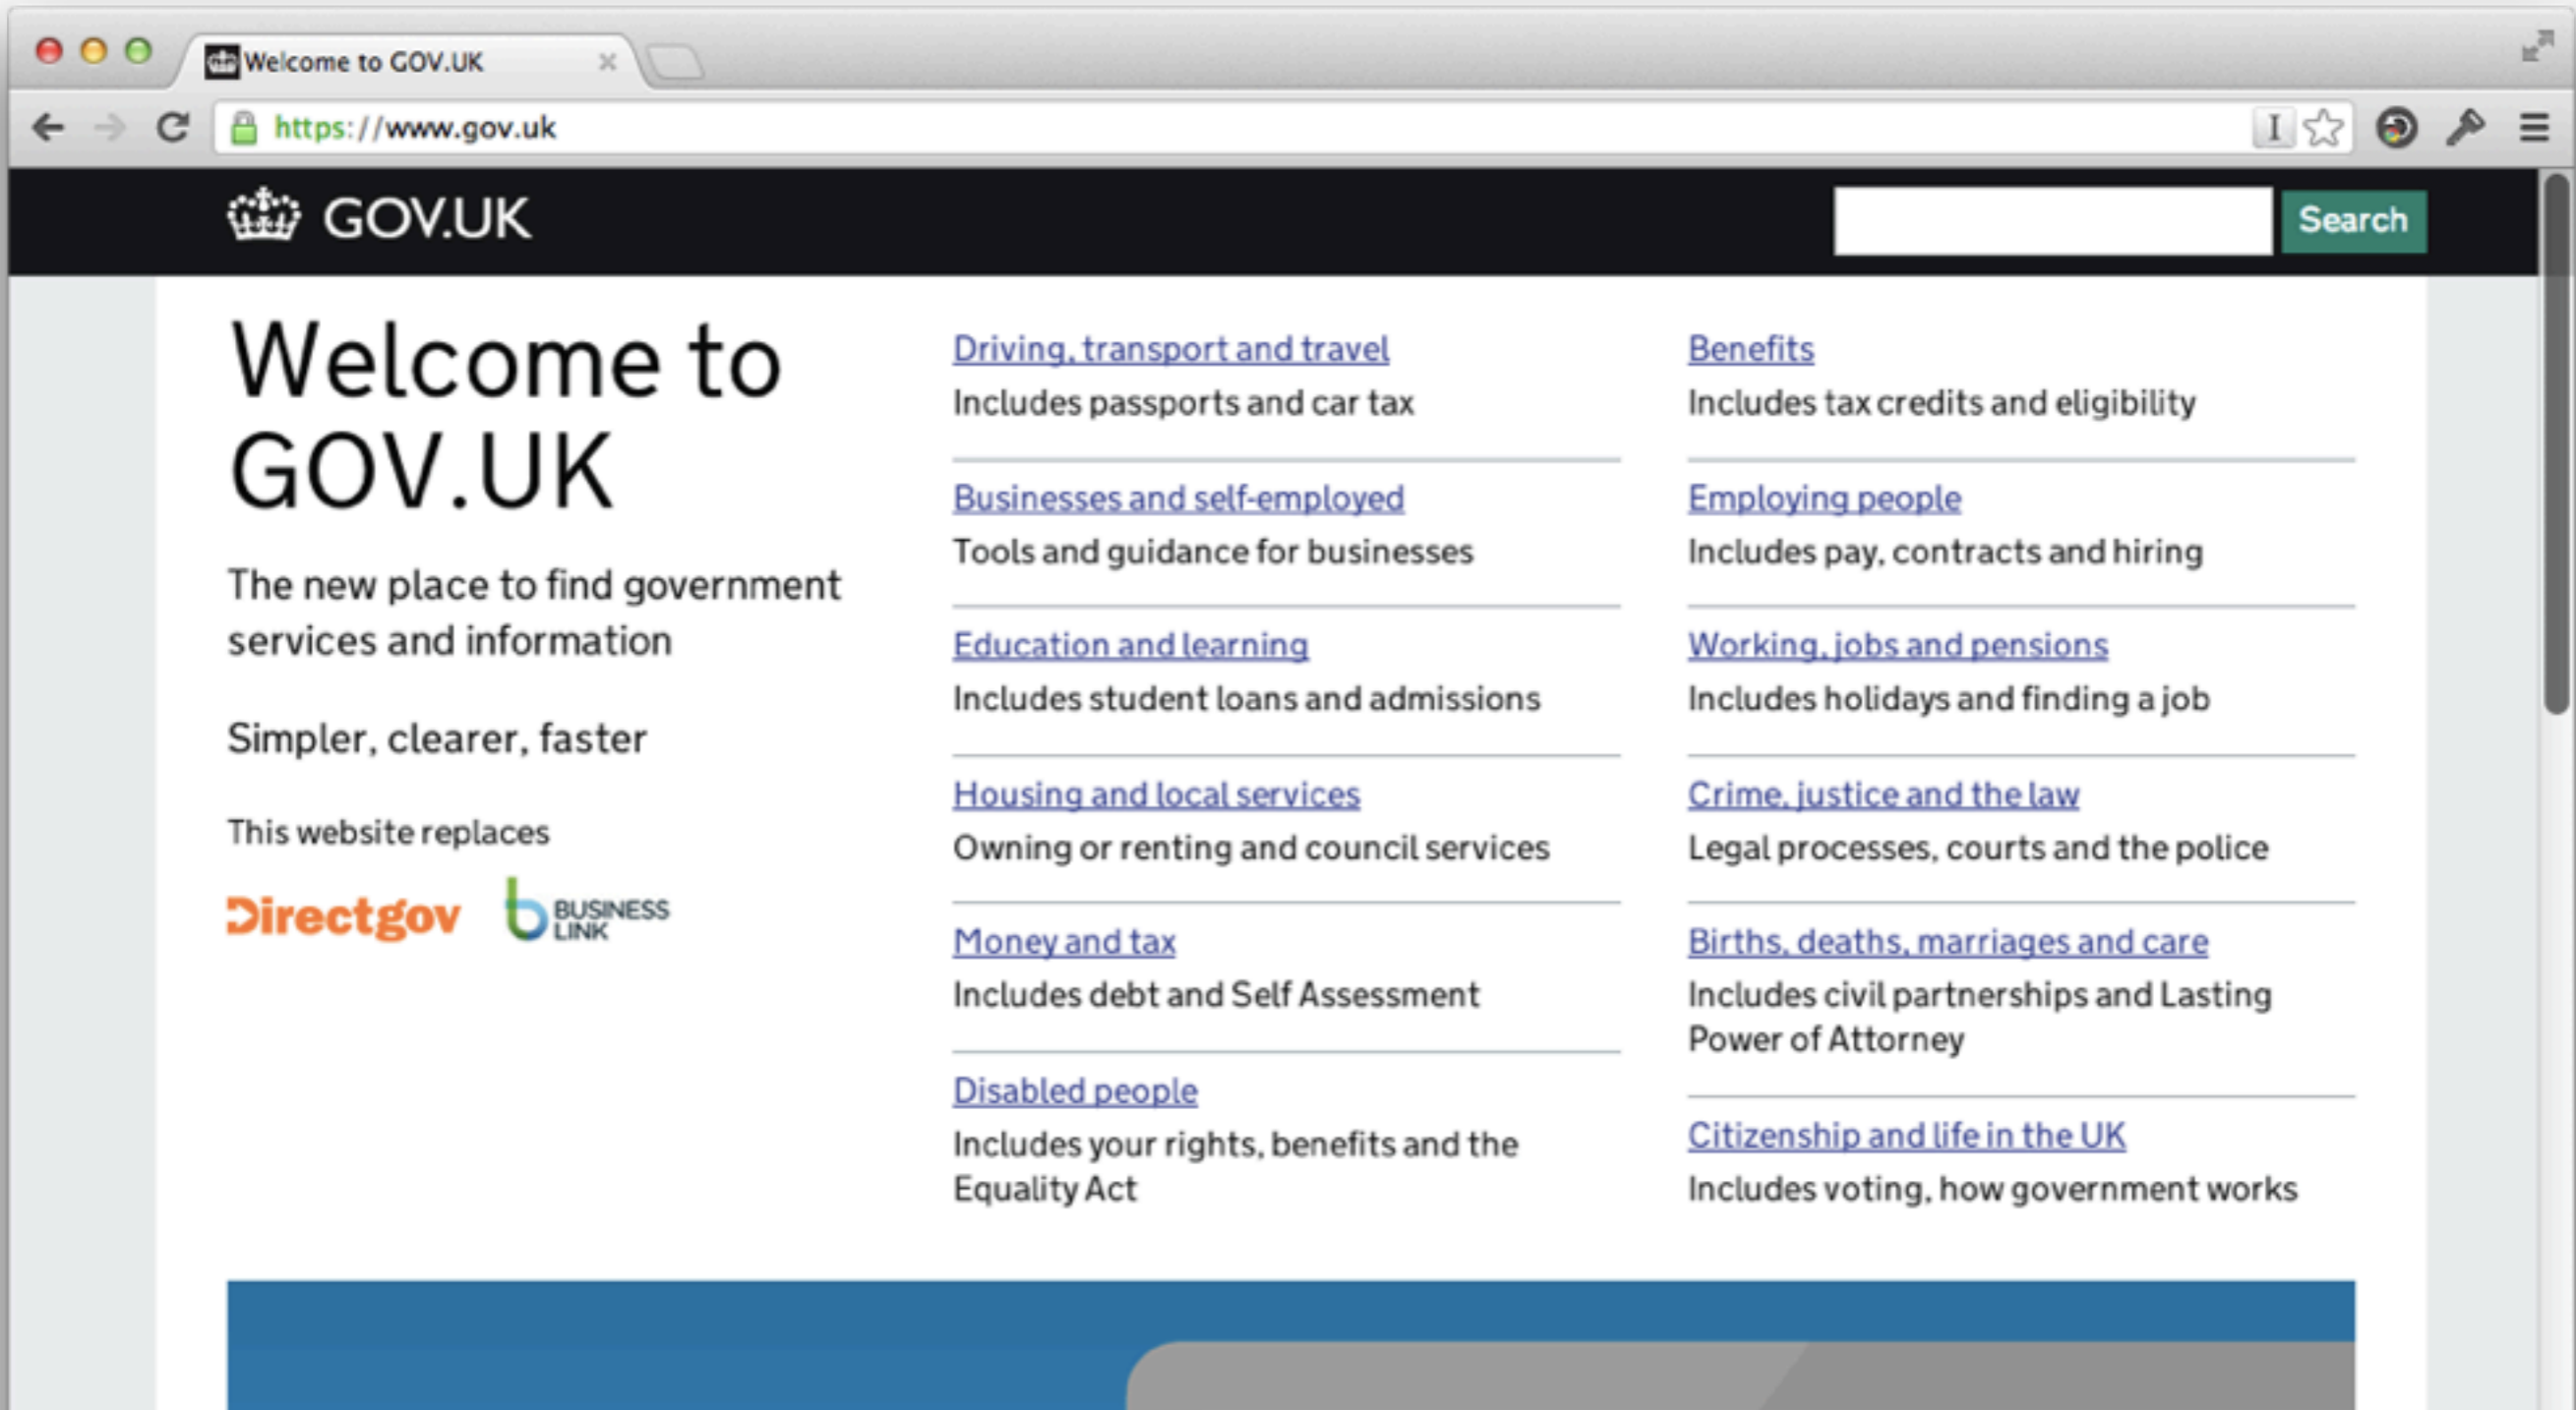 Welcome to GOV.UK
https://www.gov.uk
GOV.UK
Search
Welcome to
GOV.UK
The new place to find government
services and information
Simpler, clearer, faster
This website replaces
Directgov
BUSINESS
LINK
Driving, transport and travel
Includes passports and car tax
Businesses and self-employed
Tools and guidance for businesses
Education and learning
Includes student loans and admissions
Housing and local services
Owning or renting and council services
Money and tax
Includes debt and Self Assessment
Disabled people
Includes your rights, benefits and the
Equality Act
Benefits
Includes tax credits and eligibility
Employing people
Includes pay, contracts and hiring
Working, jobs and pensions
Includes holidays and finding a job
Crime, justice and the law
Legal processes, courts and the police
Births, deaths, marriages and care
Includes civil partnerships and Lasting
Power of Attorney
Citizenship and life in the UK
Includes voting, how government works